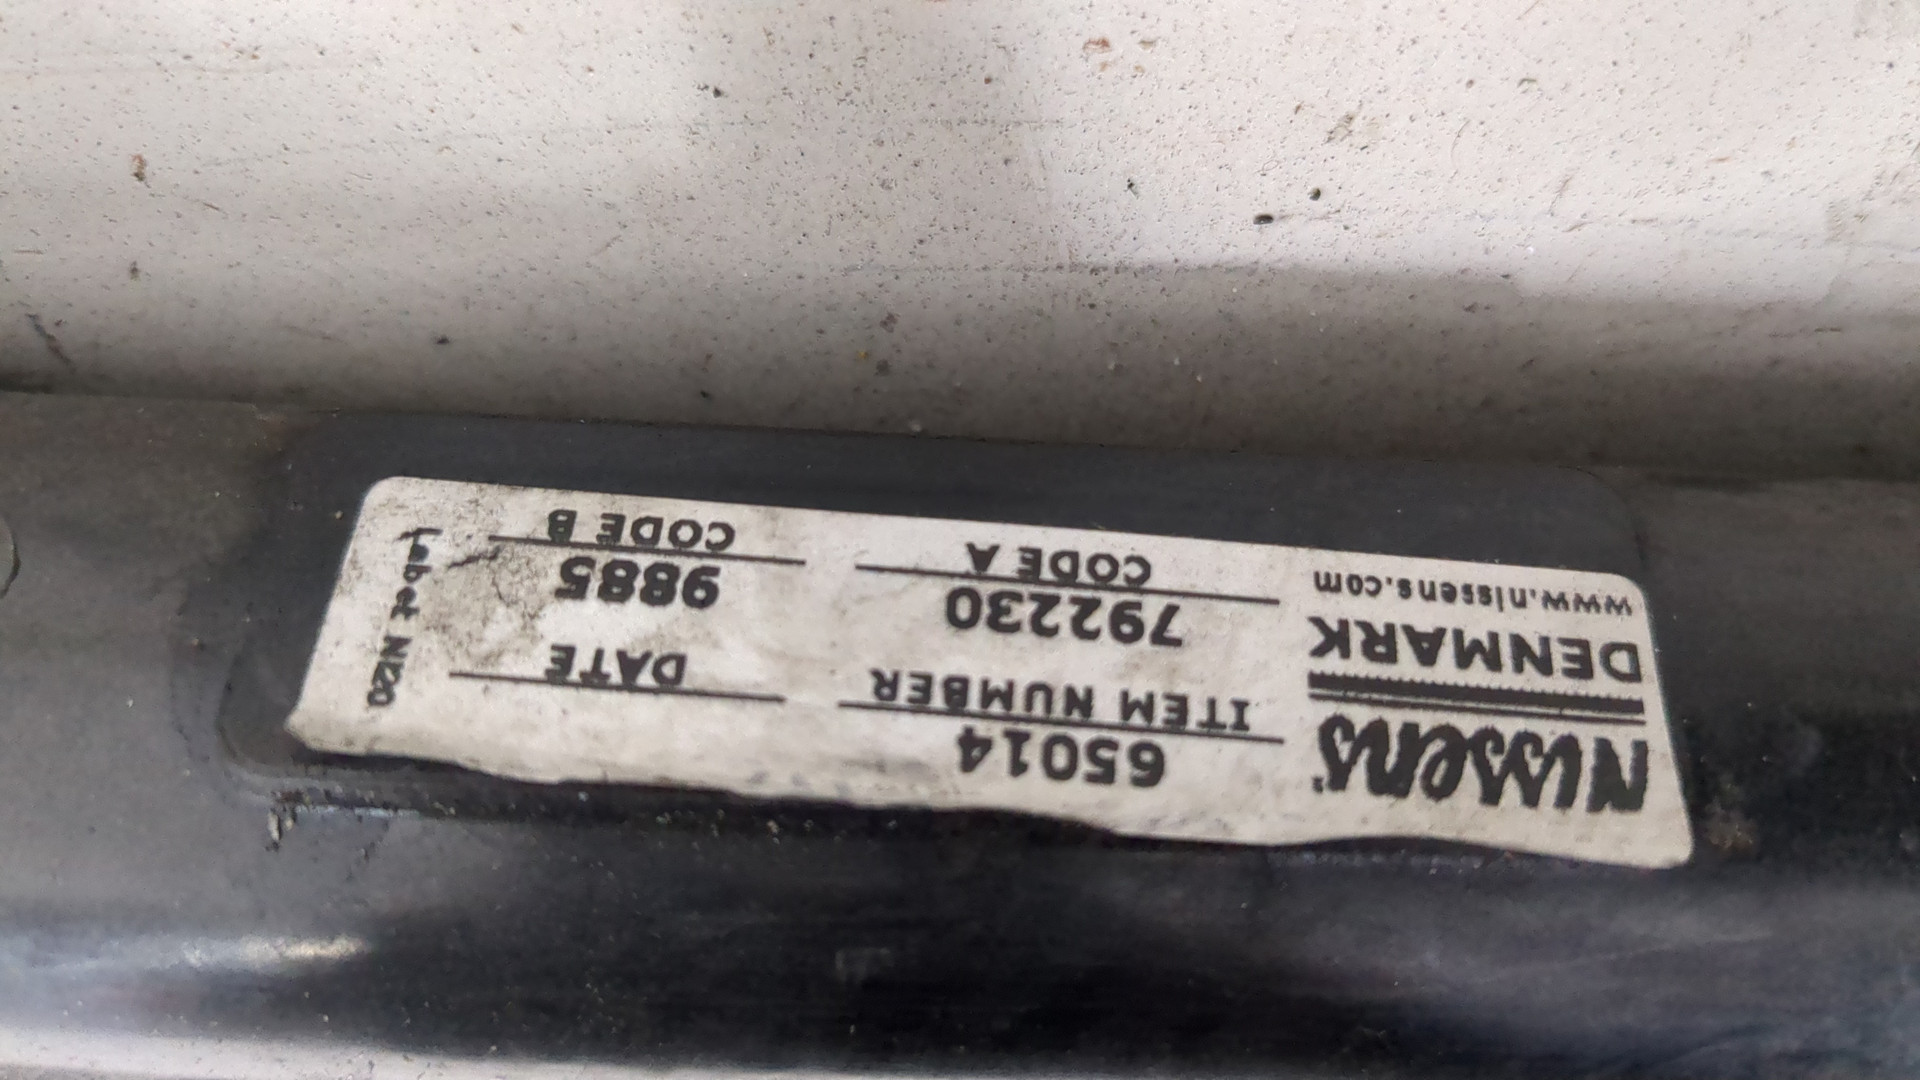 Nissens
DENMARK
www.nissens.com
65014
ITEM NUMBER
792230
CODE A
DATE
9885
CODE B
Label N120